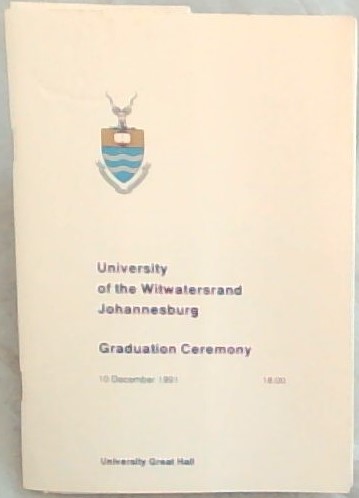 University
of the Witwatersrand
Johannesburg
Graduation Ceremony
10 December 1991 18.00
University Great Hall